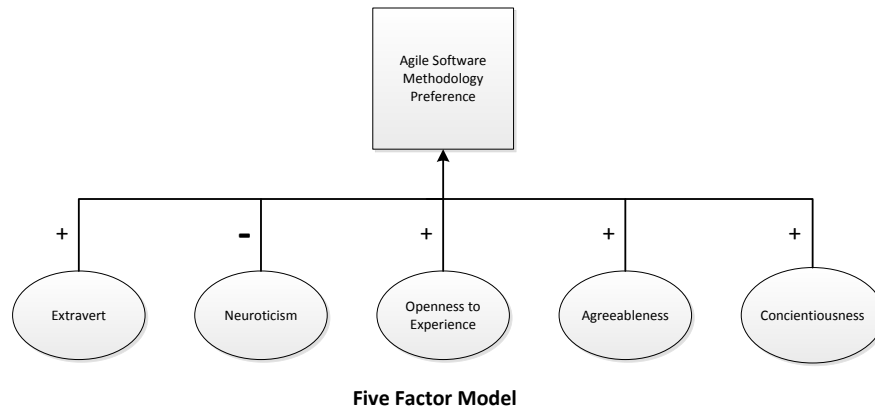 Agile Software
Methodology
Preference
+
-
+
+
+
Extravert
Neuroticism
Openness to
Experience
Agreeableness
Concientiousness
Five Factor Model